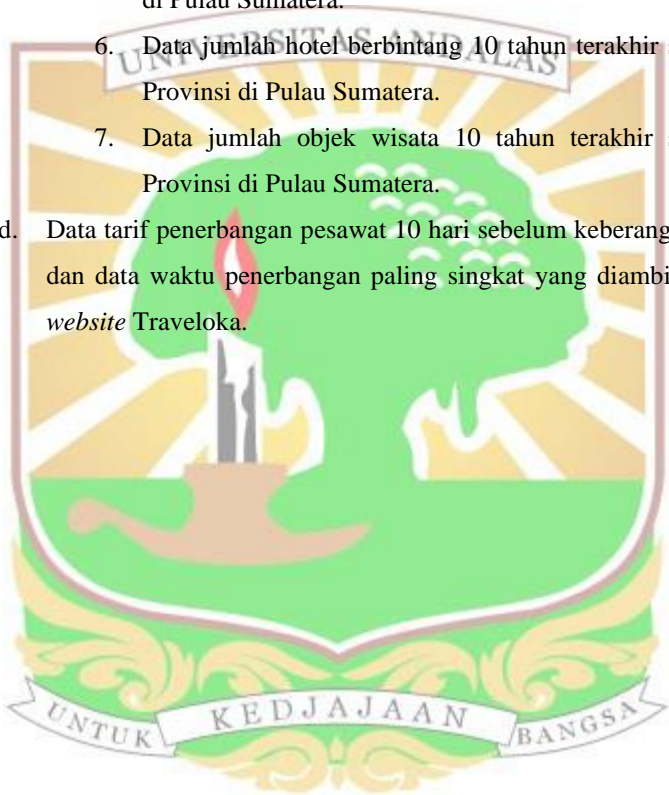 di Pulau Sumatera.
UNIVERSITAS ANDALAS
6. Data jumlah hotel berbintang 10 tahun terakhir
Provinsi di Pulau Sumatera.
7. Data jumlah objek wisata 10 tahun terakhir
Provinsi di Pulau Sumatera.
d. Data tarif penerbangan pesawat 10 hari sebelum keberang
dan data waktu penerbangan paling singkat yang diambi
website Traveloka.
UNTUK KEDJAJAAN BANGSA